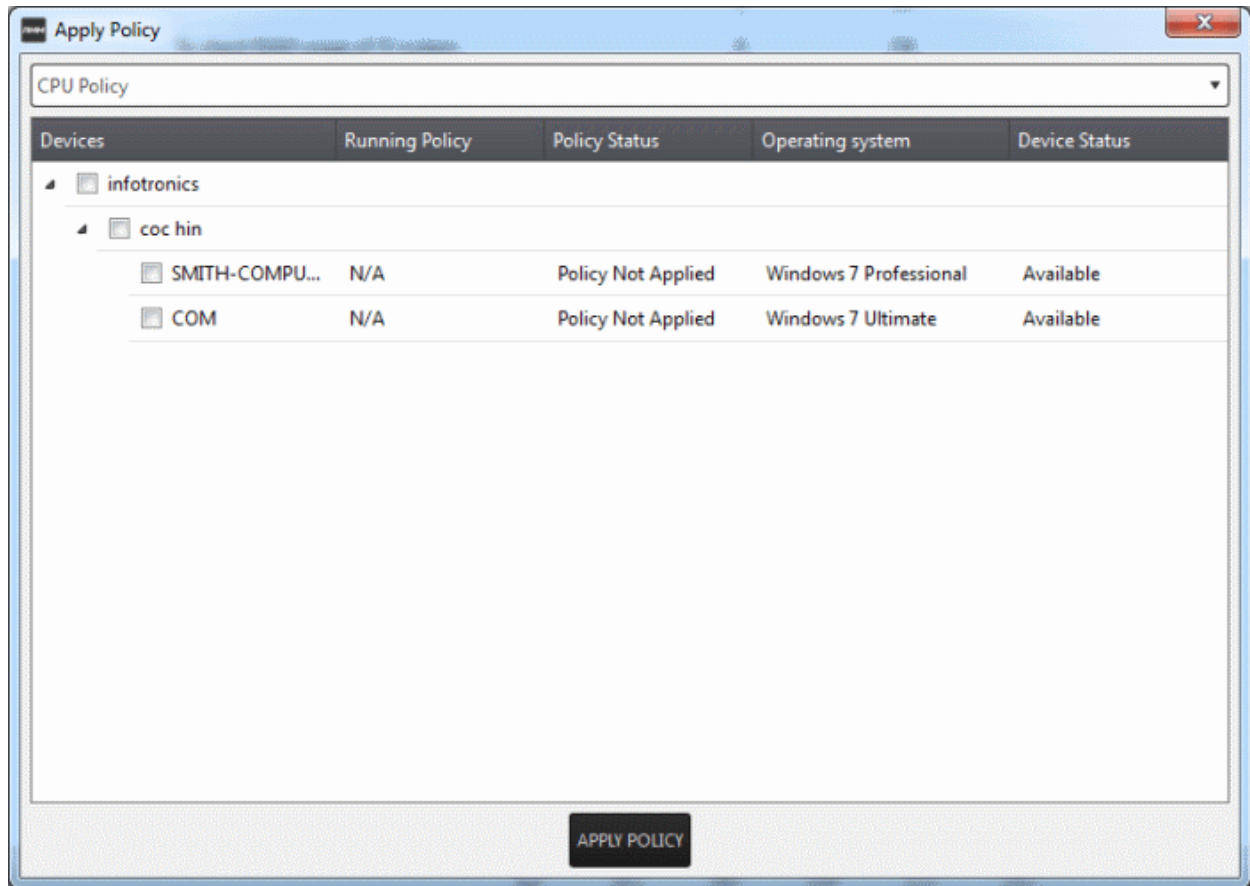 Apply Policy
CPU Policy
Devices Running Policy Policy Status Operating system Device Status
infotronics
coc hin
SMITH-COMPU... N/A Policy Not Applied Windows 7 Professional Available
COM N/A Policy Not Applied Windows 7 Ultimate Available
APPLY POLICY